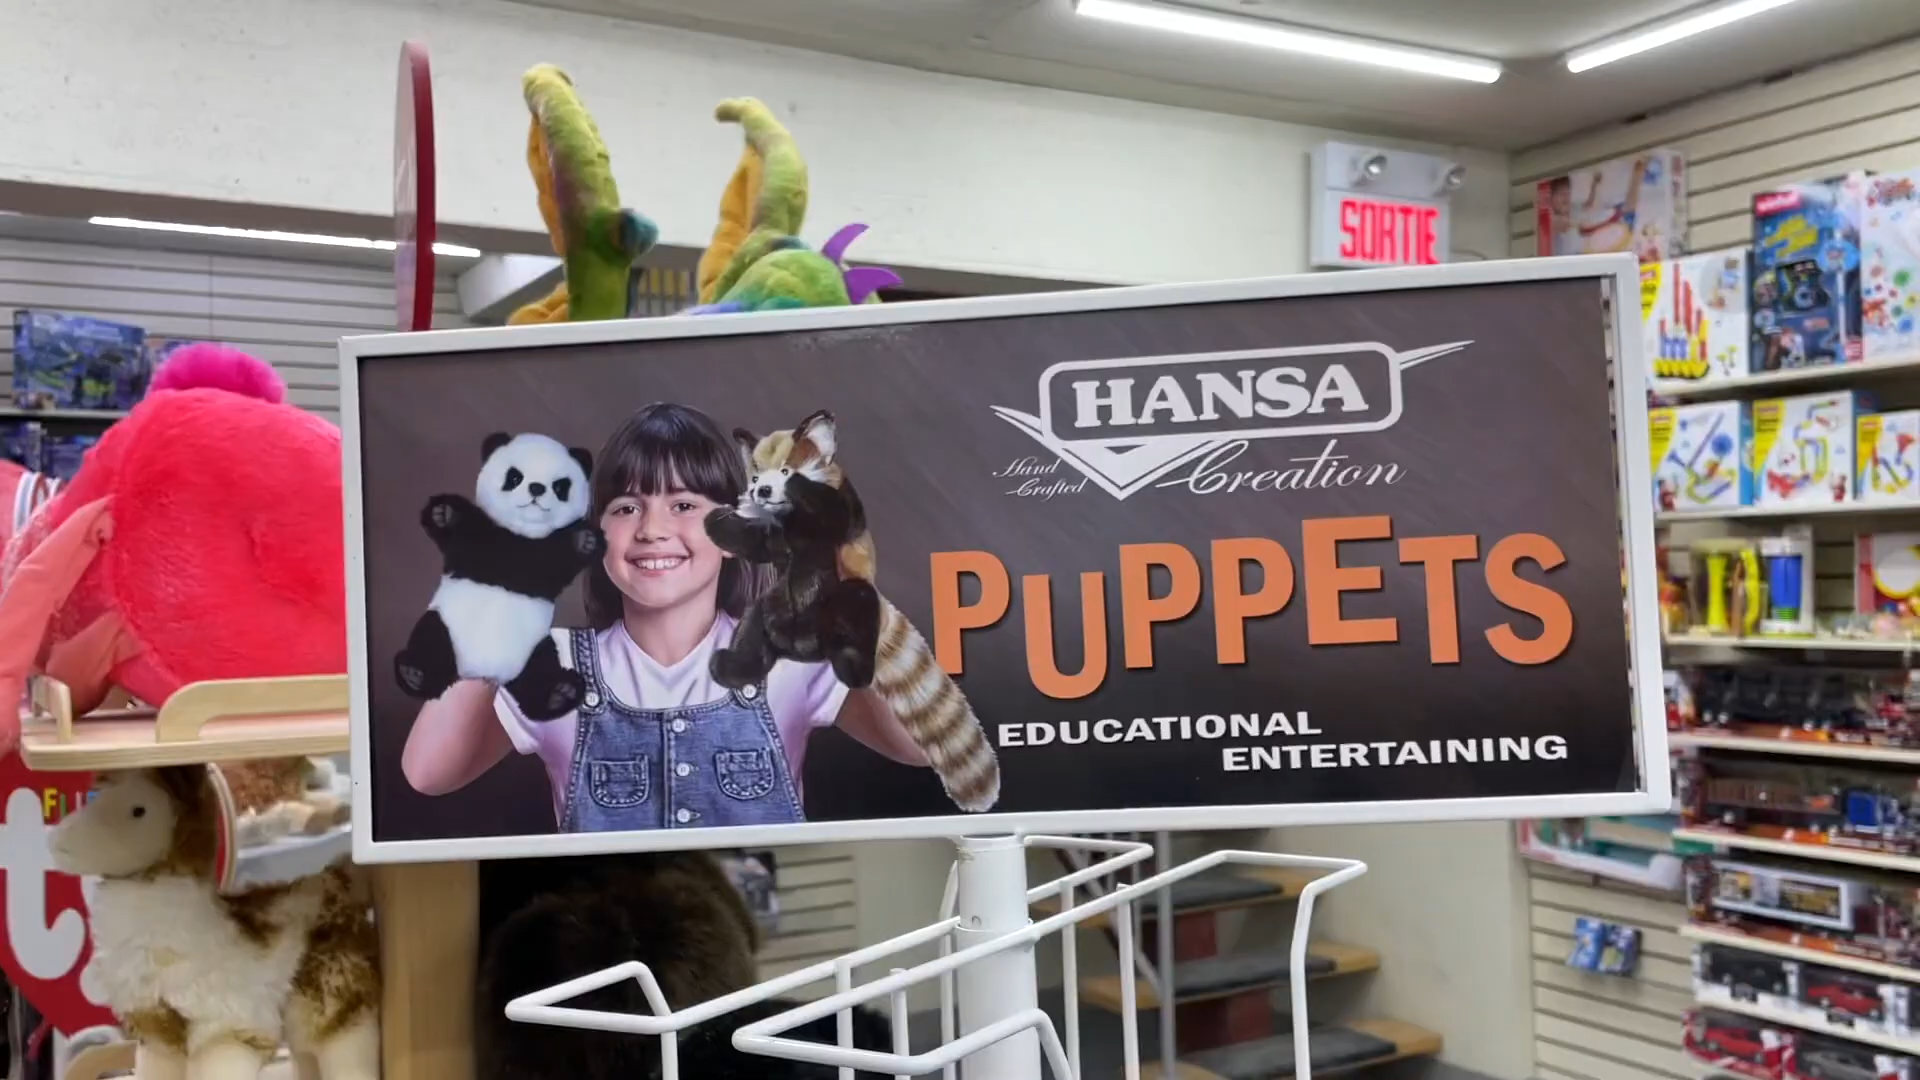 SORTIE
HANSA
Hand
Crafted
Creation
PUPPETS
EDUCATIONAL
ENTERTAINING